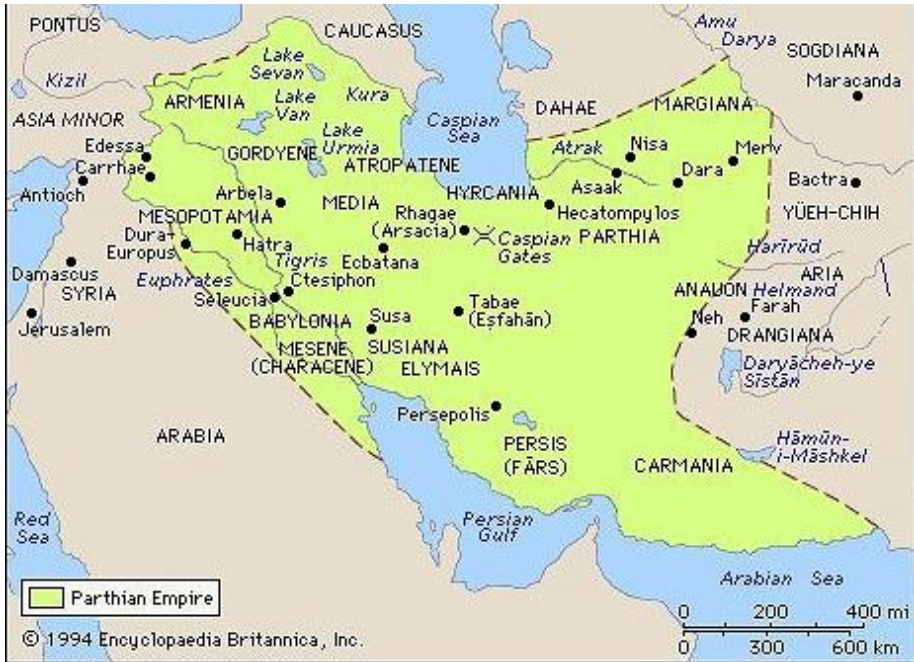 PONTUS
CAUCASUS
Amu
Darya
SOGDIANA
Kizil
Lake
Sevan
Maracanda
ARMENIA
Lake
Van
Kura
DAHAE
MARGIANA
ASIA MINOR
Caspian
Sea
Lake
Urmia
Edessa
Carrhae
GORDYENE
ATROPATENE
Atrak
Nisa
Merv
Antioch
Arbela
MEDIA
HYRCANIA
Asaak
Dara
Bactra
MESOPOTAMIA
Rhagae
(Arsacia)
Hecatompylos
YÜEH-CHIH
Dura-
Europus
Hatra
PARTHIA
Caspian
Gates
Harīrūd
Tigris
Ecbatana
Damascus
Euphrates
Ctesiphon
ARIA
SYRIA
Seleucia
ANAUON
Helmand
Tabae
(Eṣfahān)
Farah
Neh
Jerusalem
BABYLONIA
Susa
DRANGIANA
MESENE
(CHARACENE)
SUSIANA
ELYMAIS
Daryācheh-ye
Sīstān
Persepolis
ARABIA
PERSIS
(FĀRS)
CARMANIA
Hāmūn-
i-Māshkel
Red
Sea
Persian
Gulf
Arabian Sea
Parthian Empire
0 200 400 mi
0 300 600 km
© 1994 Encyclopaedia Britannica, Inc.